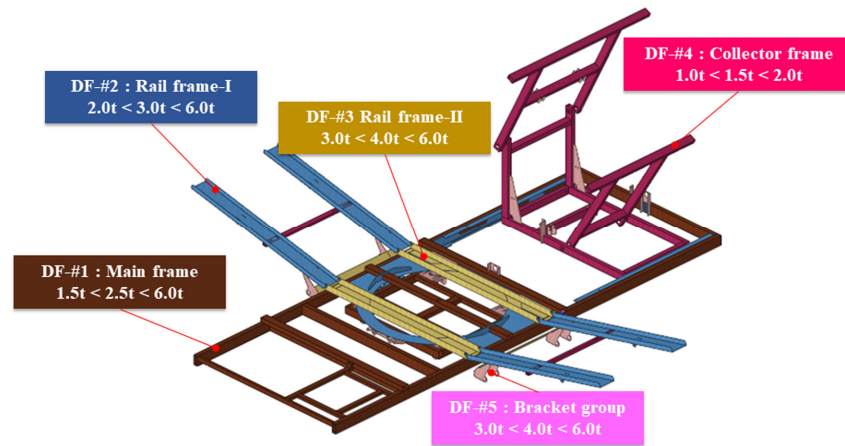 DF-#4 : Collector frame
1.0t < 1.5t < 2.0t
DF-#2 : Rail frame-I
2.0t < 3.0t < 6.0t
DF-#3 Rail frame-II
3.0t < 4.0t < 6.0t
DF-#1 : Main frame
1.5t < 2.5t < 6.0t
DF-#5 : Bracket group
3.0t < 4.0t < 6.0t